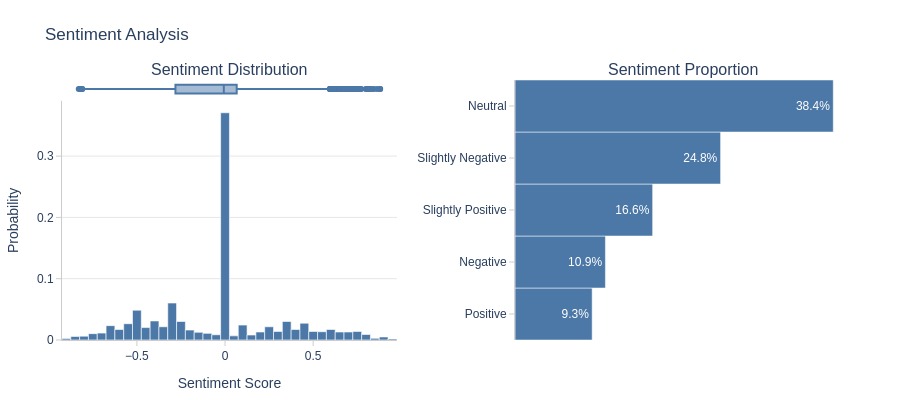 Sentiment Analysis
Sentiment Distribution
0.3
0.2
0.1
0
−0.5
0
0.5
Probability
Sentiment Score
Sentiment Proportion
Neutral 38.4%
Slightly Negative 24.8%
Slightly Positive 16.6%
Negative 10.9%
Positive 9.3%